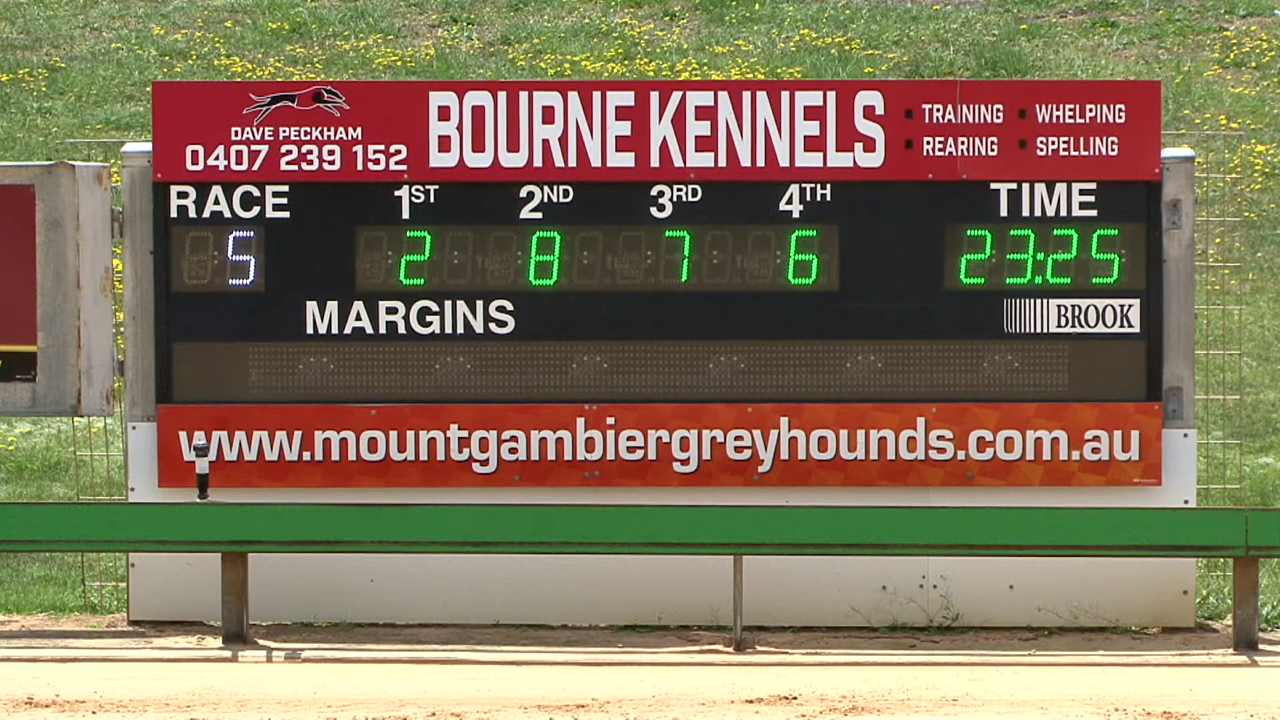 DAVE PECKHAM
0407 239 152
BOURNE KENNELS
TRAINING
WHELPING
REARING
SPELLING
RACE 1ST 2ND 3RD 4TH TIME
5 2 8 7 6 23:25
MARGINS
BROOK
www.mountgambiergreyhounds.com.au